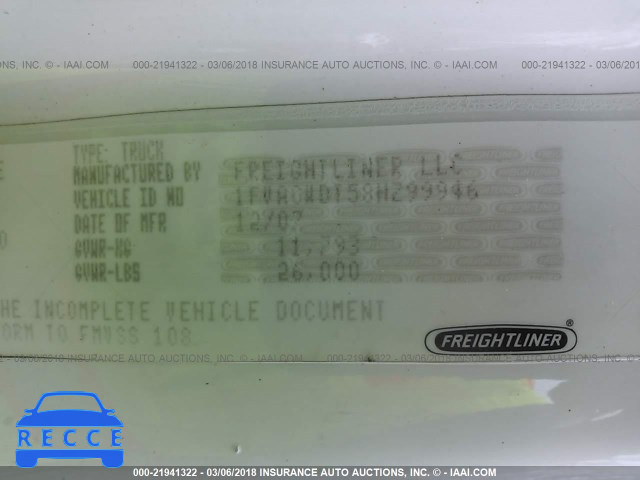 000-21941322 - 03/06/2018 INSURANCE AUTO AUCTIONS, INC. © - IAAI.COM
TYPE: TRUCK
MANUFACTURED BY FREIGHTLINER LLC
VEHICLE ID NO 1FVACWDT58HZ99946
DATE OF MFR 12/07
GVWR-KG 11,793
GVWR-LBS 26,000
HE INCOMPLETE VEHICLE DOCUMENT
FORM TO FMVSS 108.
FREIGHTLINER®
RECCE
000-21941322 - 03/06/2018 INSURANCE AUTO AUCTIONS, INC. © - IAAI.COM